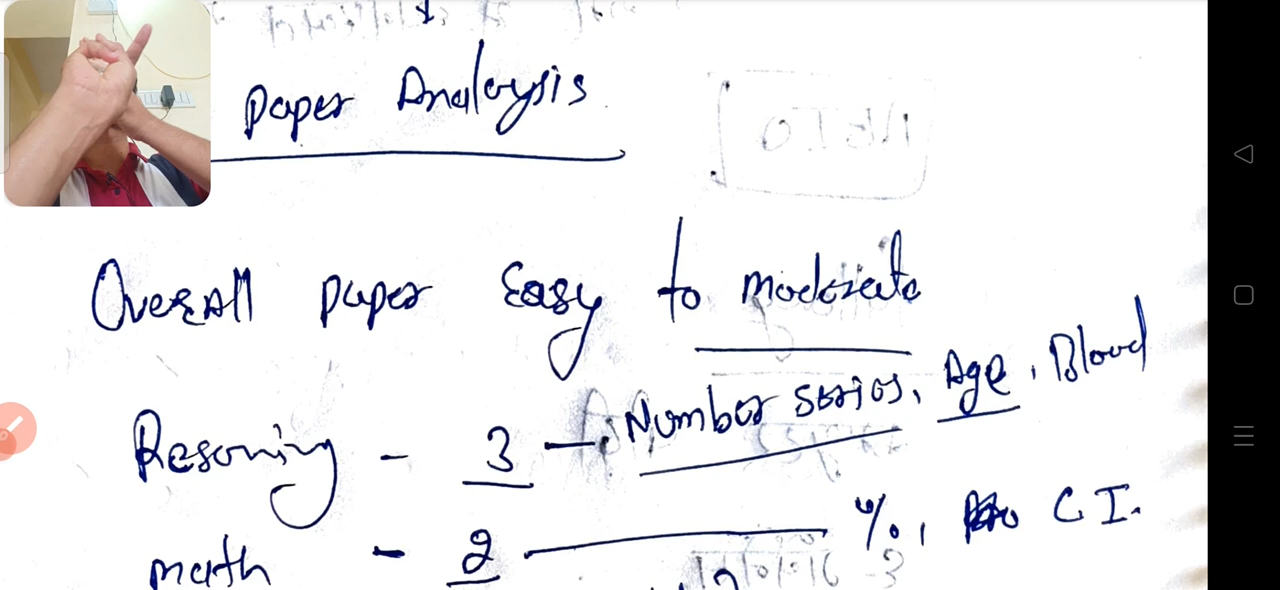 Paper Analysis
Overall paper Easy to moderate
Resoning - 3 - Number series, Age, Blood
math - 2 - %, C I.